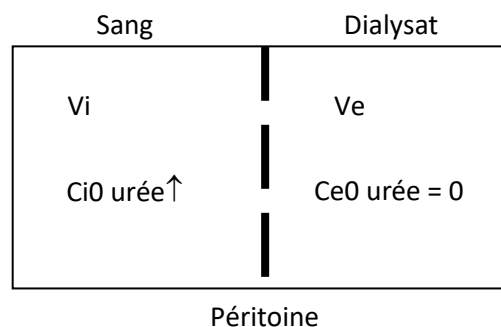 Sang Dialysat
Vi Ve
Ci0 urée↑ Ce0 urée = 0
Péritoine